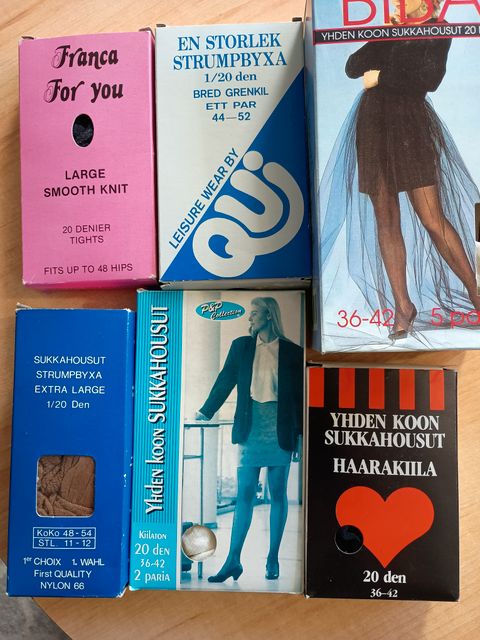 Franca
For you
LARGE
SMOOTH KNIT
20 DENIER
TIGHTS
FITS UP TO 48 HIPS
EN STORLEK
STRUMPBYXA
1/20 den
BRED GRENKIL
ETT PAR
44—52
LEISURE WEAR BY
QÜJ
YHDEN KOON SUKKAHOUSUT 20
36-42
SUKKAHOUSUT
STRUMPBYXA
EXTRA LARGE
1/20 Den
KoKo 48-54
STL. 11-12
1er CHOIX 1. WAHL
First QUALITY
NYLON 66
P&P
Collection
Yhden koon SUKKAHOUSUT
Kiilaton
20 den
36-42
2 paria
YHDEN KOON
SUKKAHOUSUT
HAARAKIILA
20 den
36-42